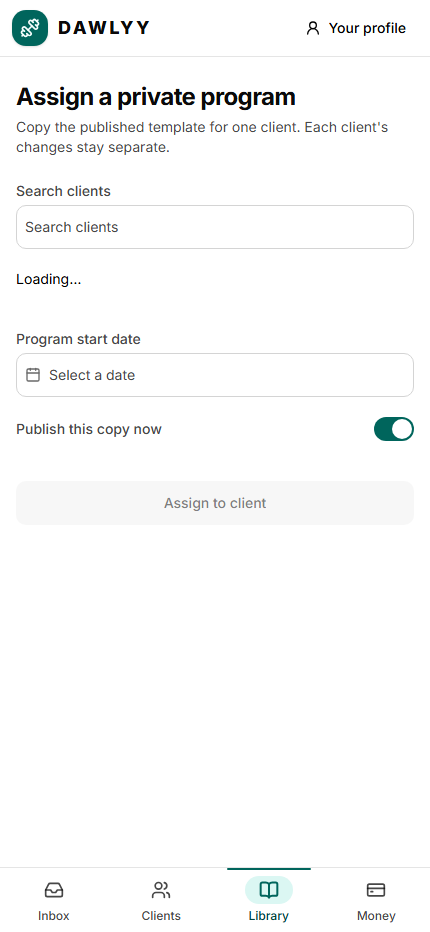 DAWLYY
Your profile
Assign a private program
Copy the published template for one client. Each client's
changes stay separate.
Search clients
Search clients
Loading...
Program start date
Select a date
Publish this copy now
Assign to client
Inbox
Clients
Library
Money